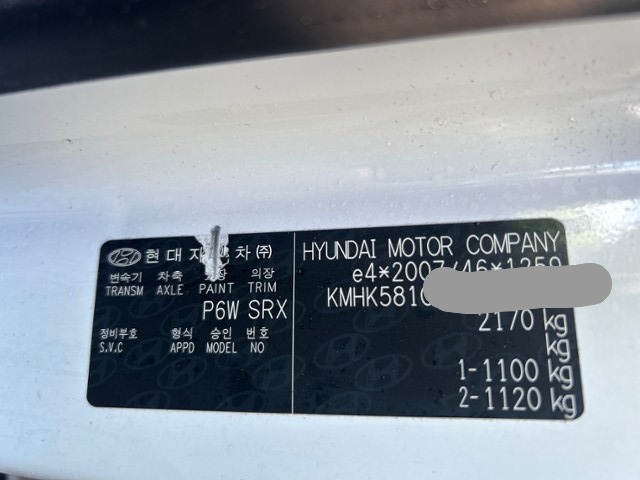 현대자 차(주)
변속기 차축 장 의장
TRANSM AXLE PAINT TRIM
P6W SRX
정비부호 형식 승인 번호
S.V.C APPD MODEL NO
HYUNDAI MOTOR COMPANY
e4*2007/46*1259
KMHK581
2170 kg
kg
1-1100 kg
2-1120 kg